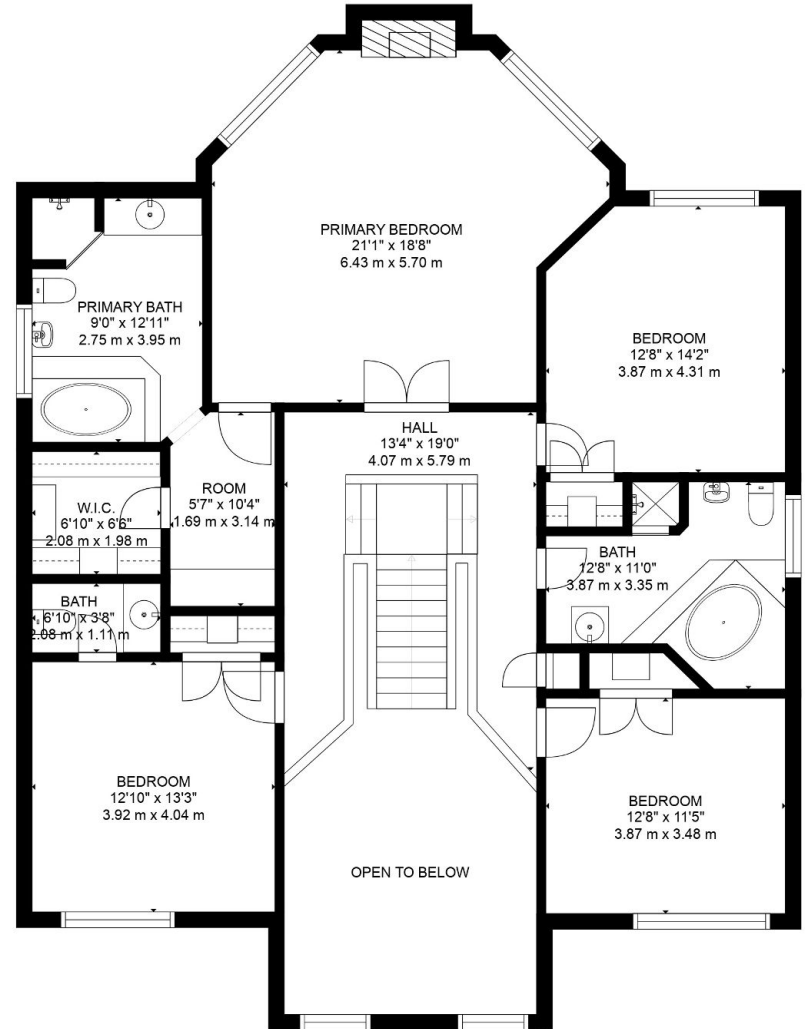 PRIMARY BEDROOM
21'1" x 18'8"
6.43 m x 5.70 m
PRIMARY BATH
9'0" x 12'11"
2.75 m x 3.95 m
BEDROOM
12'8" x 14'2"
3.87 m x 4.31 m
HALL
13'4" x 19'0"
4.07 m x 5.79 m
W.I.C.
6'10" x 6'6"
2.08 m x 1.98 m
ROOM
5'7" x 10'4"
1.69 m x 3.14 m
BATH
12'8" x 11'0"
3.87 m x 3.35 m
BATH
6'10" x 3'8"
2.08 m x 1.11 m
BEDROOM
12'10" x 13'3"
3.92 m x 4.04 m
BEDROOM
12'8" x 11'5"
3.87 m x 3.48 m
OPEN TO BELOW